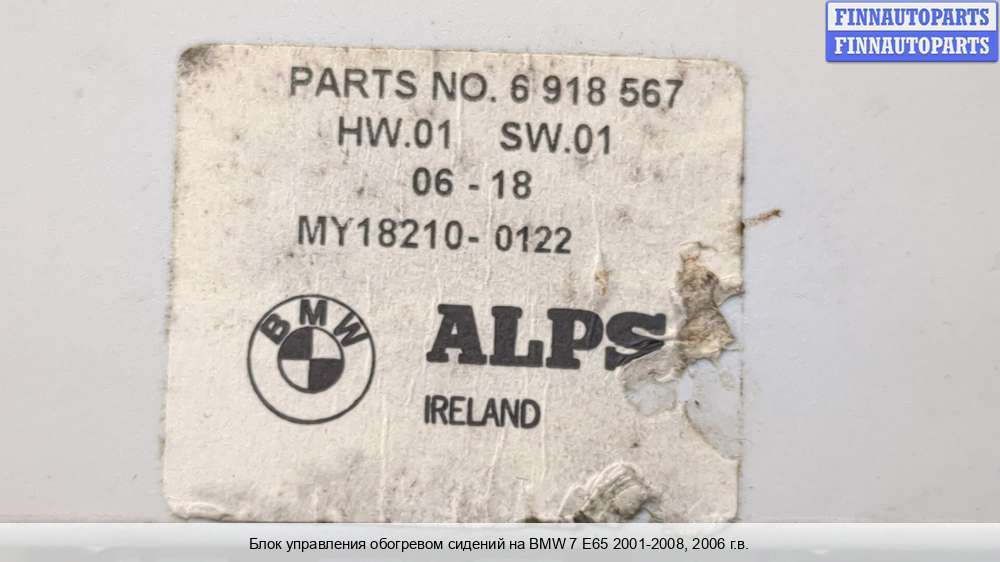 FINNAUTOPARTS
FINNAUTOPARTS
PARTS NO. 6 918 567
HW.01 SW.01
06 - 18
MY18210- 0122
BMW
ALPS
IRELAND
Блок управления обогревом сидений на BMW 7 E65 2001-2008, 2006 г.в.